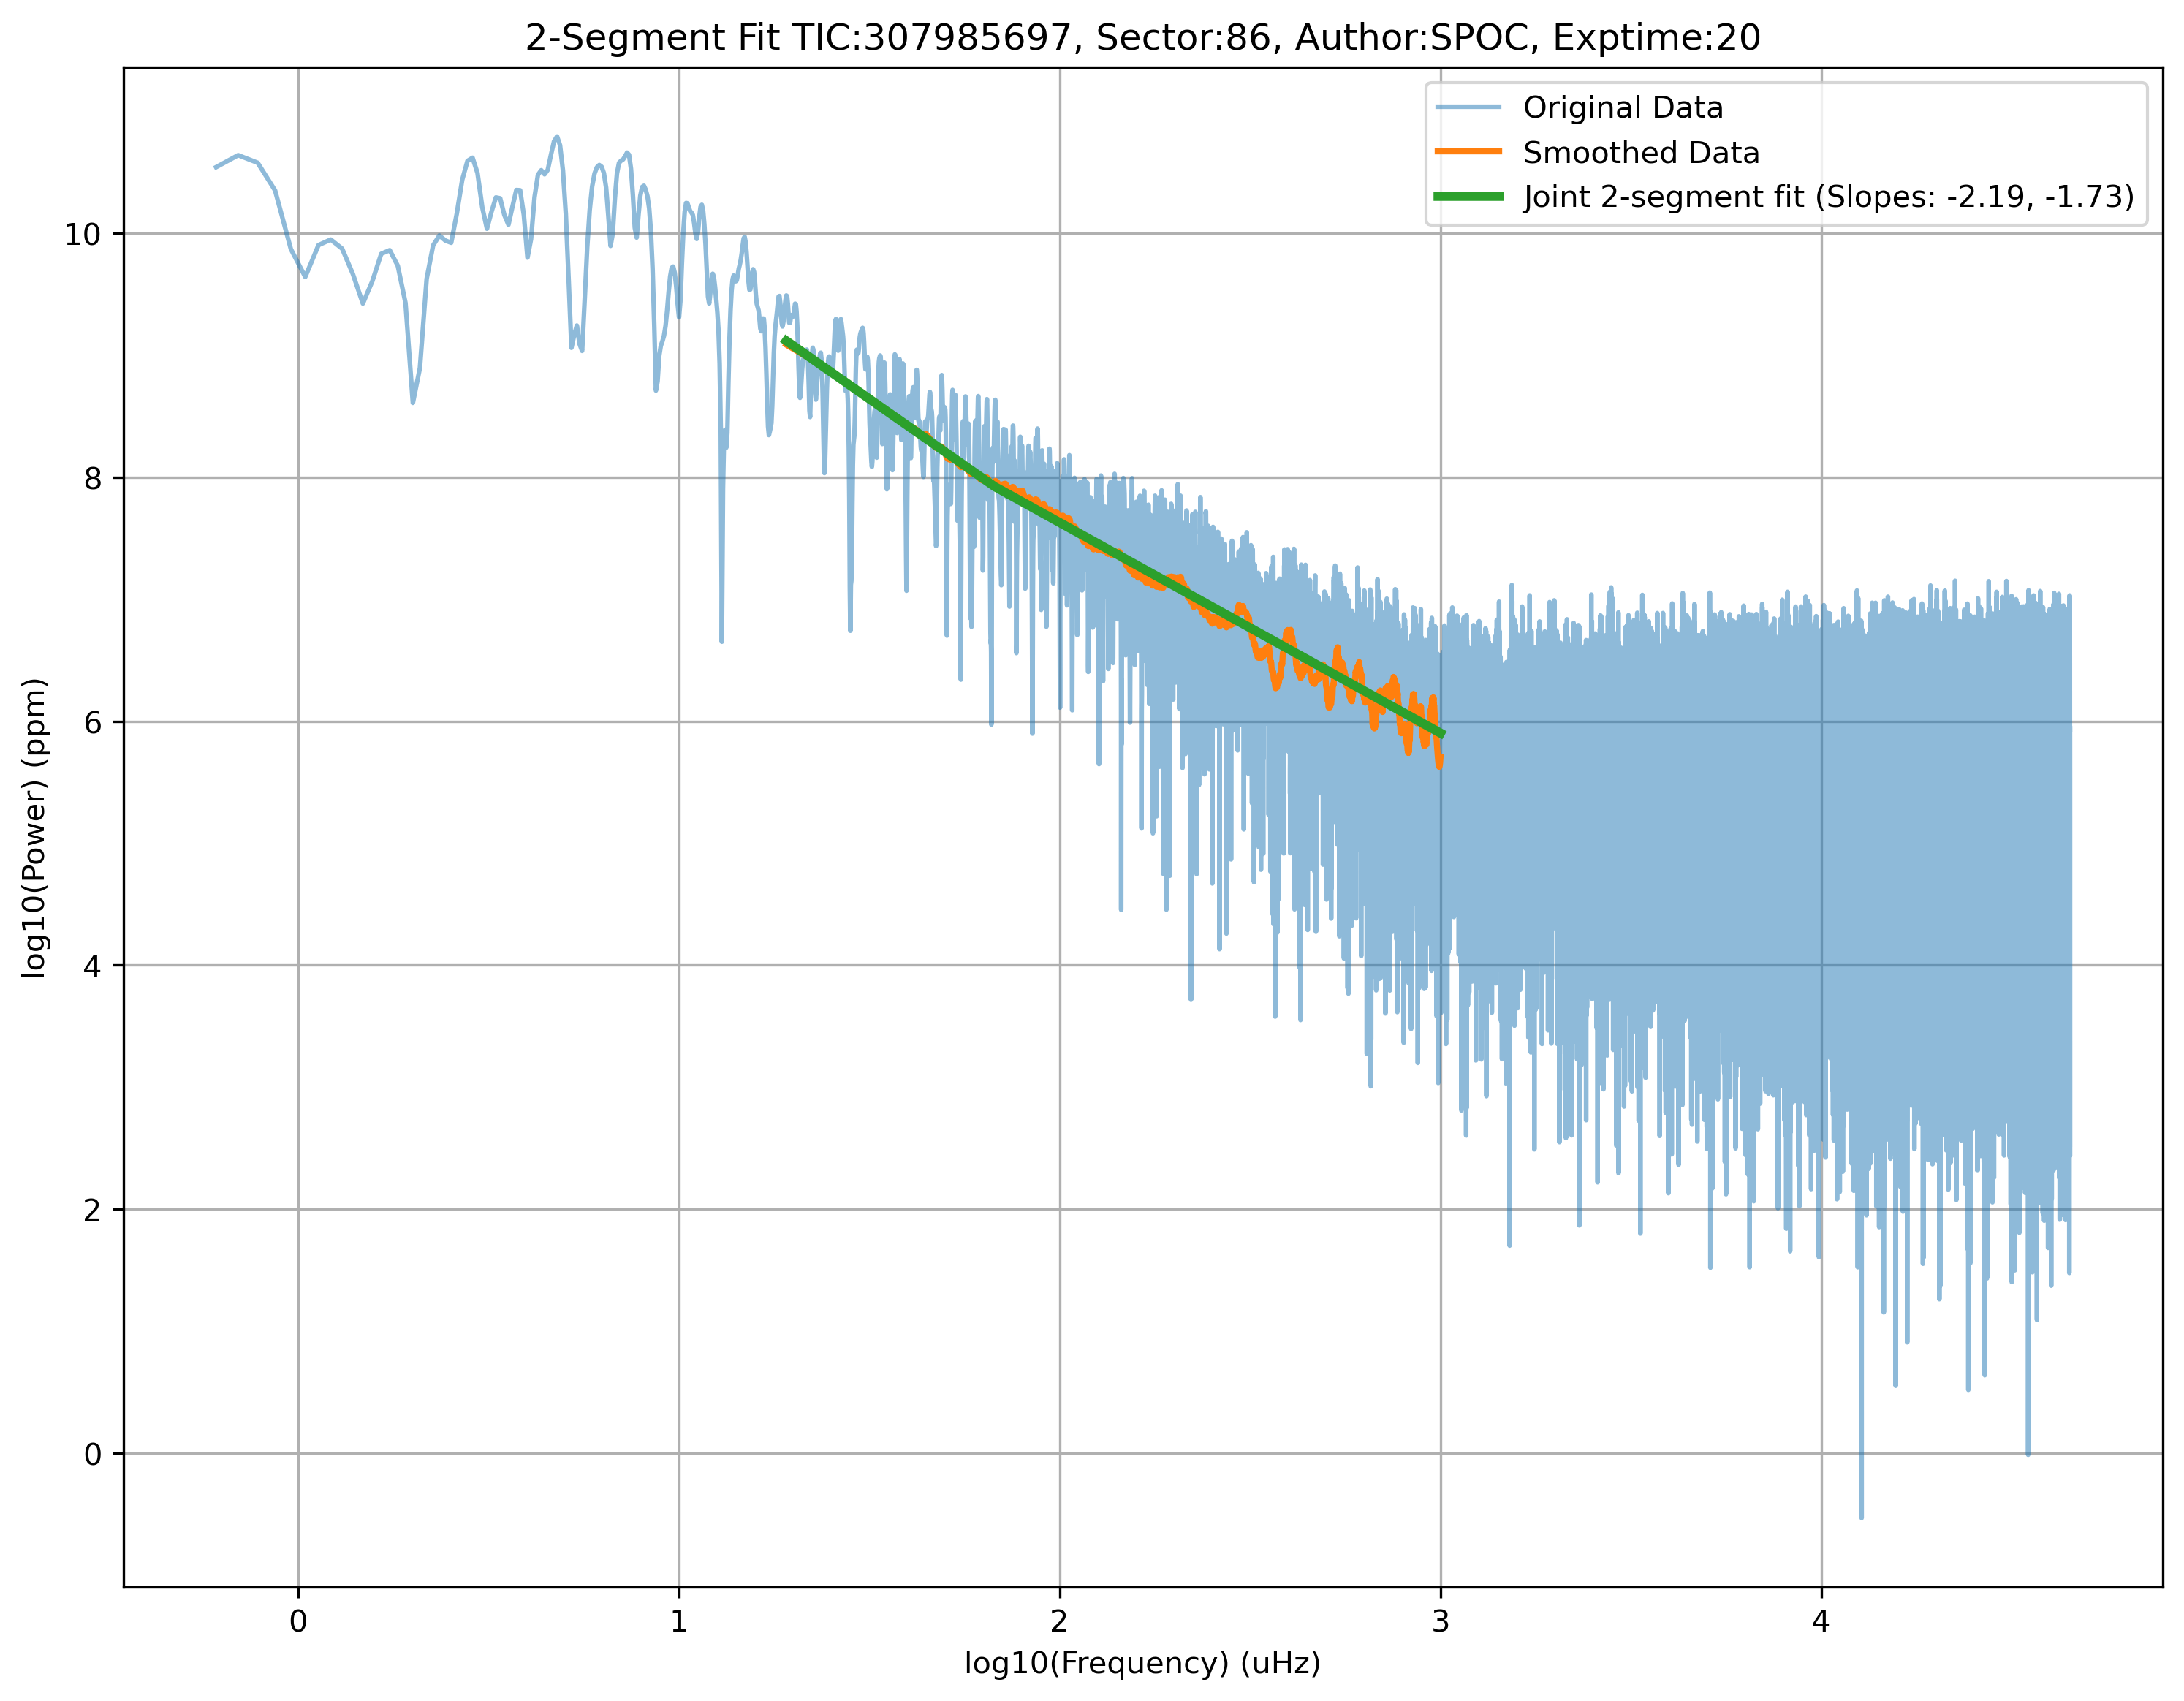 2-Segment Fit TIC:307985697, Sector:86, Author:SPOC, Exptime:20
Original Data
Smoothed Data
Joint 2-segment fit (Slopes: -2.19, -1.73)
log10(Power) (ppm)
10
8
6
4
2
0
0 1 2 3 4
log10(Frequency) (uHz)